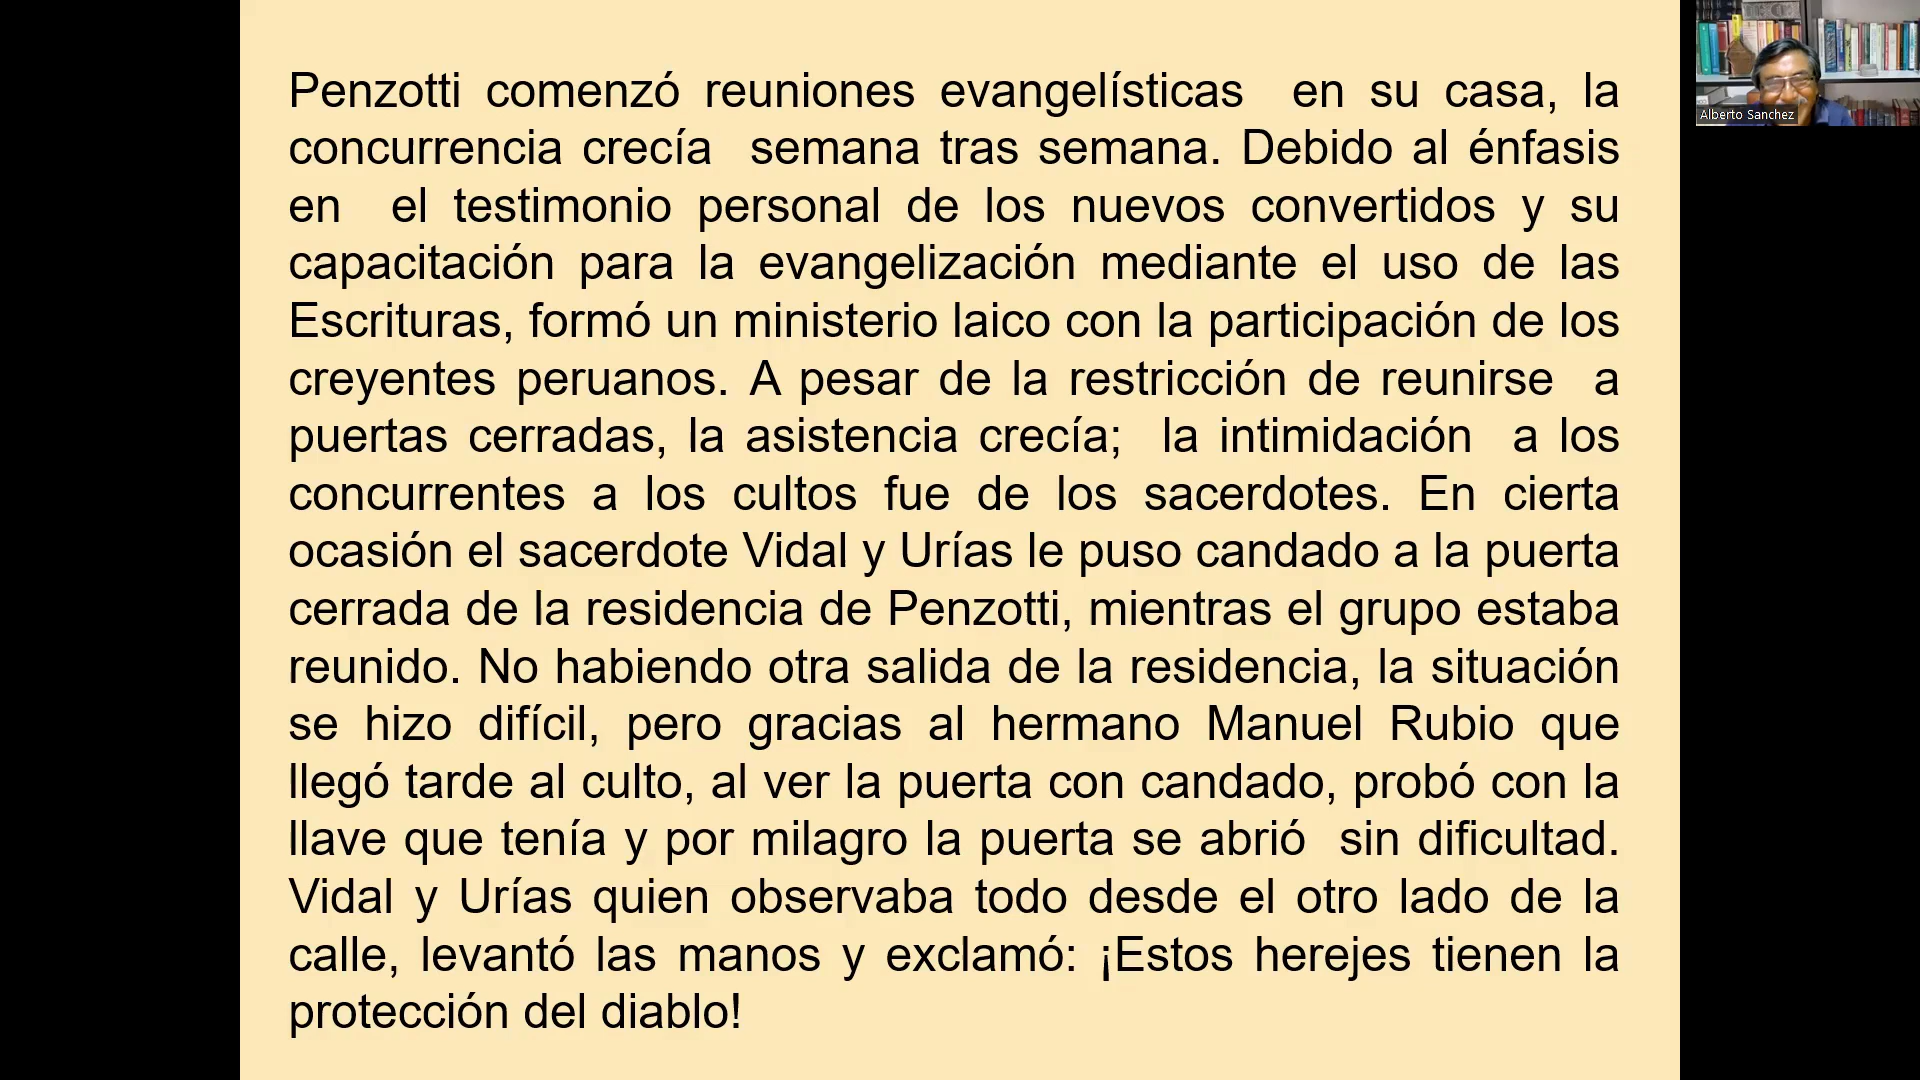 Penzotti comenzó reuniones evangelísticas en su casa, la
concurrencia crecía semana tras semana. Debido al énfasis
en el testimonio personal de los nuevos convertidos y su
capacitación para la evangelización mediante el uso de las
Escrituras, formó un ministerio laico con la participación de los
creyentes peruanos. A pesar de la restricción de reunirse a
puertas cerradas, la asistencia crecía; la intimidación a los
concurrentes a los cultos fue de los sacerdotes. En cierta
ocasión el sacerdote Vidal y Urías le puso candado a la puerta
cerrada de la residencia de Penzotti, mientras el grupo estaba
reunido. No habiendo otra salida de la residencia, la situación
se hizo difícil, pero gracias al hermano Manuel Rubio que
llegó tarde al culto, al ver la puerta con candado, probó con la
llave que tenía y por milagro la puerta se abrió sin dificultad.
Vidal y Urías quien observaba todo desde el otro lado de la
calle, levantó las manos y exclamó: ¡Estos herejes tienen la
protección del diablo!
Alberto Sanchez